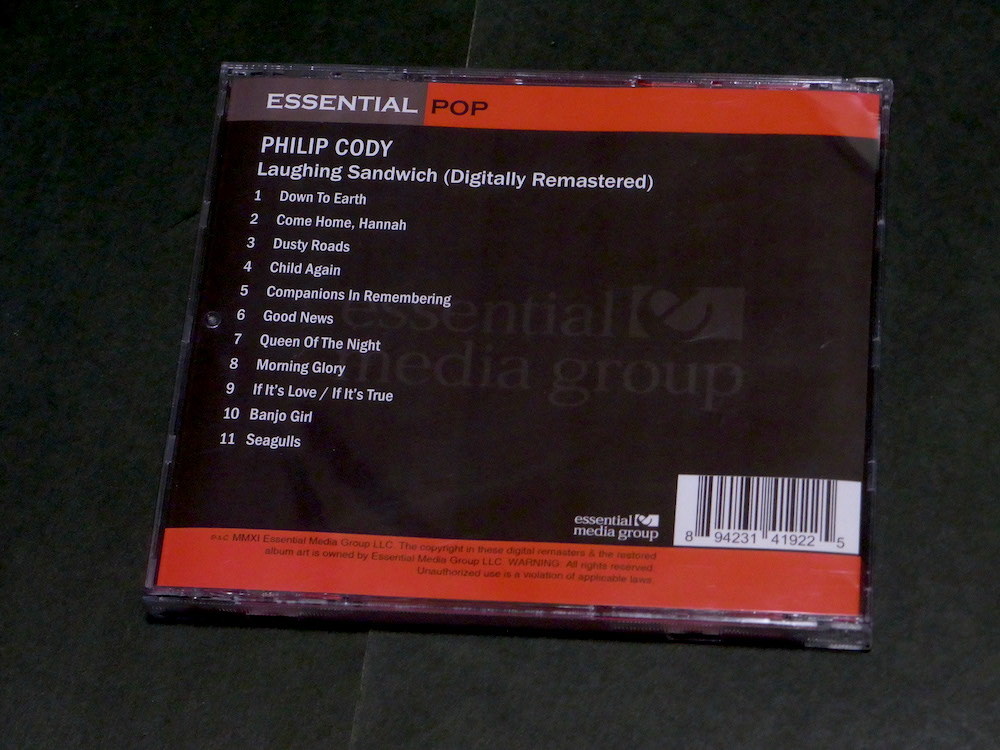 ESSENTIAL POP
PHILIP CODY
Laughing Sandwich (Digitally Remastered)
1 Down To Earth
2 Come Home, Hannah
3 Dusty Roads
4 Child Again
5 Companions In Remembering
6 Good News
7 Queen Of The Night
8 Morning Glory
9 If It's Love / If It's True
10 Banjo Girl
11 Seagulls
essential
media group
essential
media group
8 94231 41922 5
P.& C MMXI Essential Media Group LLC. The copyright in these digital remasters & the restored
album art is owned by Essential Media Group LLC. WARNING: All rights reserved.
Unauthorized use is a violation of applicable laws.